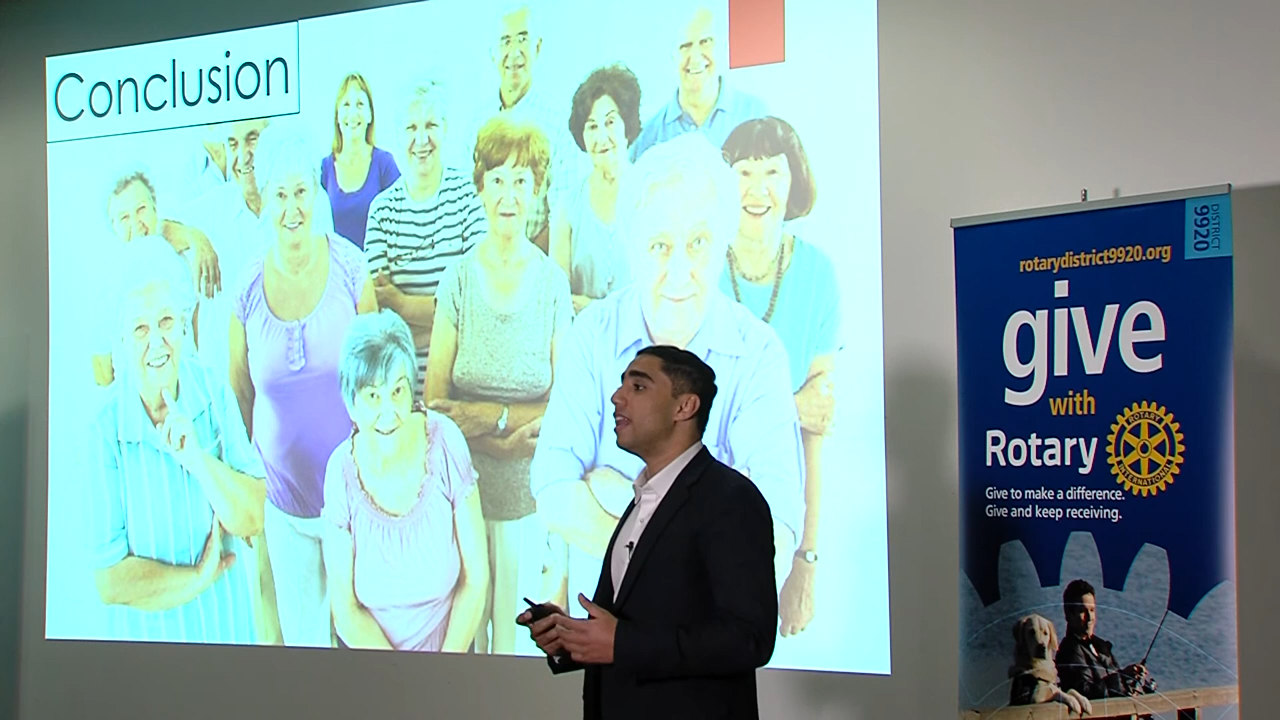 Conclusion
DISTRICT
9920
rotarydistrict9920.org
give
with
Rotary
ROTARY
INTERNATIONAL
Give to make a difference.
Give and keep receiving.